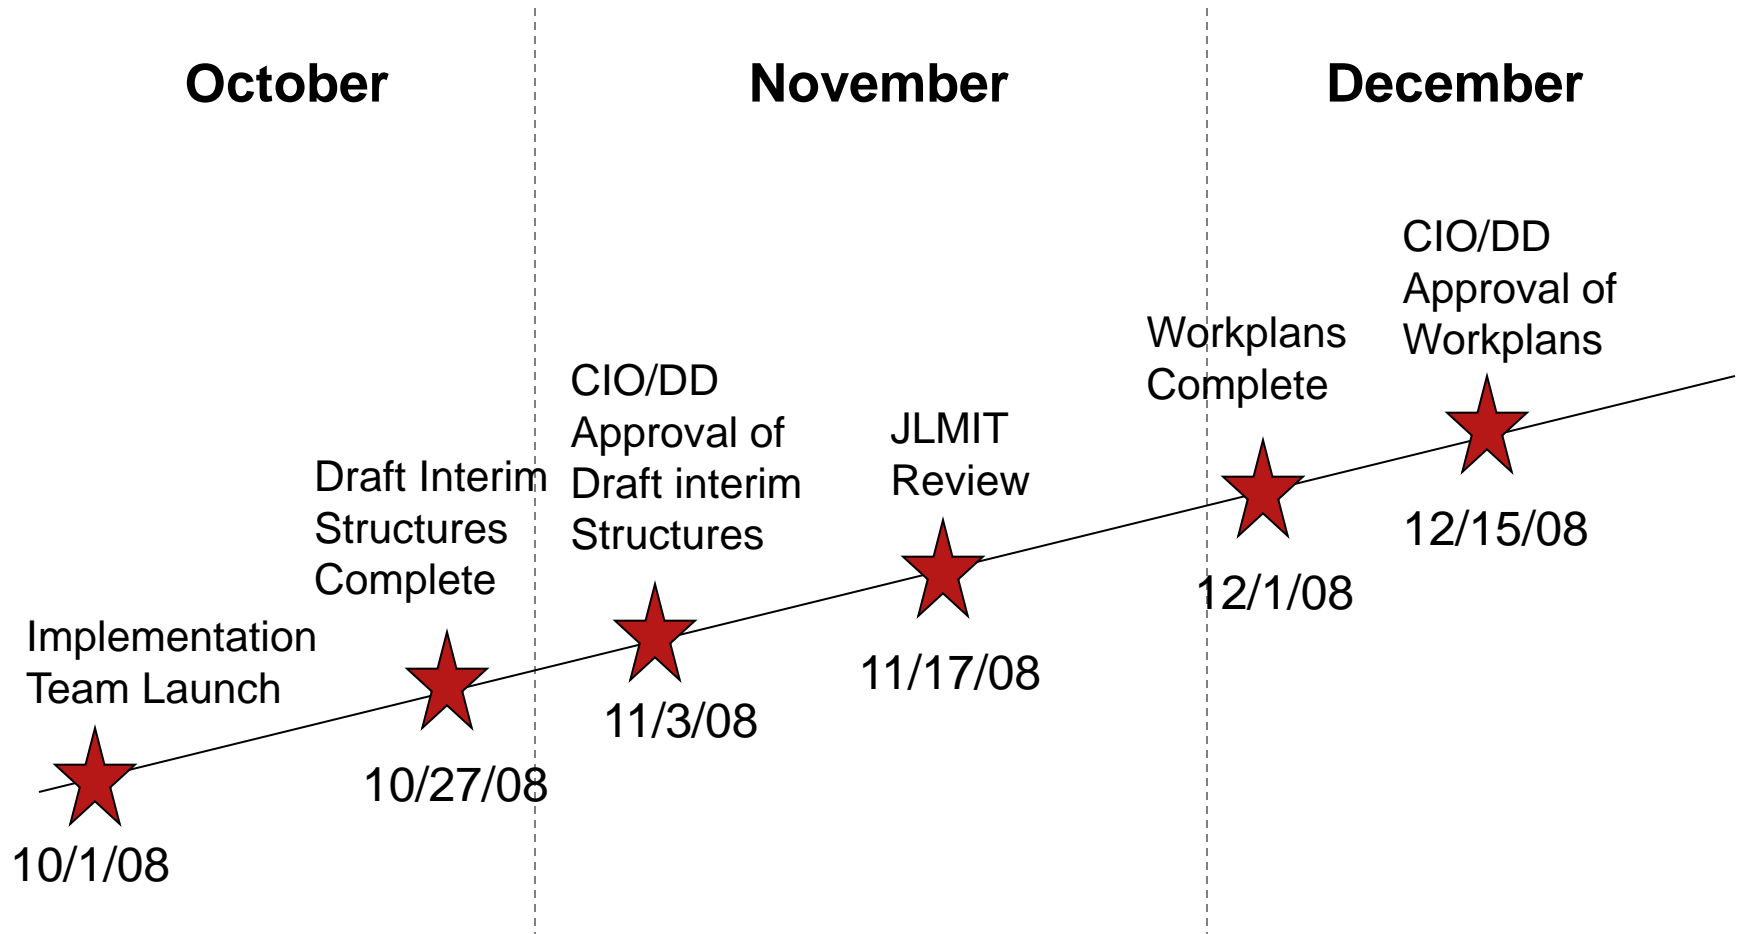 October
November
December
Implementation
Team Launch
10/1/08
Draft Interim
Structures
Complete
10/27/08
CIO/DD
Approval of
Draft interim
Structures
11/3/08
JLMIT
Review
11/17/08
Workplans
Complete
12/1/08
CIO/DD
Approval of
Workplans
12/15/08